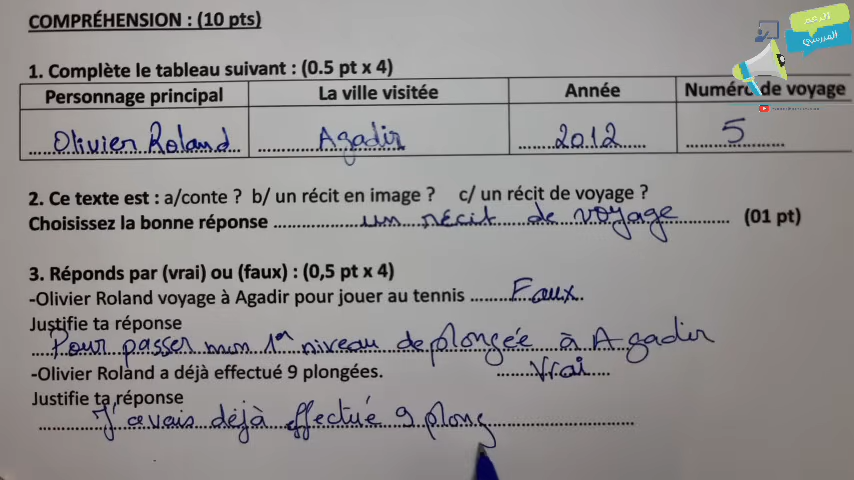 COMPRÉHENSION : (10 pts)
الدعم
المدرسي
1. Complète le tableau suivant : (0.5 pt x 4)
Personnage principal La ville visitée Année Numéro de voyage
Olivier Roland Agadir 2012 5
2. Ce texte est : a/conte ? b/ un récit en image ? c/ un récit de voyage ?
Choisissez la bonne réponse un récit de voyage (01 pt)
3. Réponds par (vrai) ou (faux) : (0,5 pt x 4)
-Olivier Roland voyage à Agadir pour jouer au tennis Faux
Justifie ta réponse
Pour passer mon 1er niveau de plongée à Agadir
-Olivier Roland a déjà effectué 9 plongées. Vrai
Justifie ta réponse
J'avais déjà effectué 9 plong